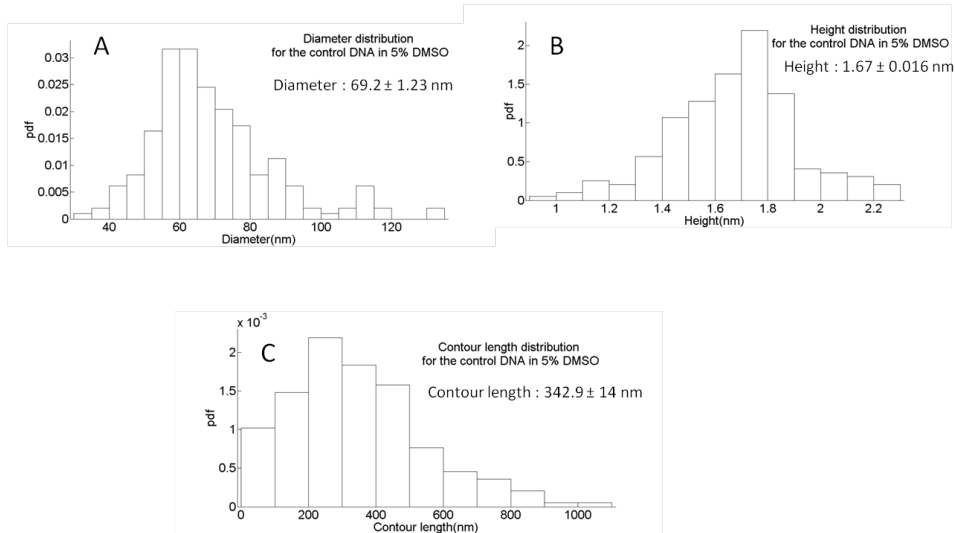 A
Diameter distribution
for the control DNA in 5% DMSO
Diameter : 69.2 ± 1.23 nm
pdf
0.03
0.025
0.02
0.015
0.01
0.005
0
40 60 80 100 120
Diameter(nm)
B
Height distribution
for the control DNA in 5% DMSO
Height : 1.67 ± 0.016 nm
pdf
2
1.5
1
0.5
0
1 1.2 1.4 1.6 1.8 2 2.2
Height(nm)
x 10⁻³
C
Contour length distribution
for the control DNA in 5% DMSO
Contour length : 342.9 ± 14 nm
pdf
2
1.5
1
0.5
0
0 200 400 600 800 1000
Contour length(nm)